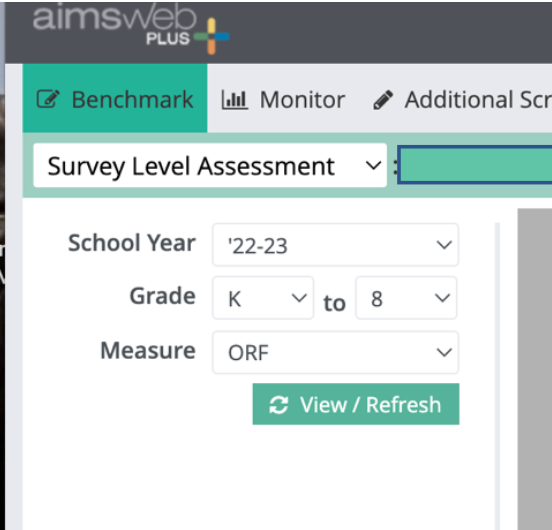 aimsweb
PLUS
Benchmark Monitor Additional Scr
Survey Level Assessment :
School Year '22-23
Grade K to 8
Measure ORF
View / Refresh